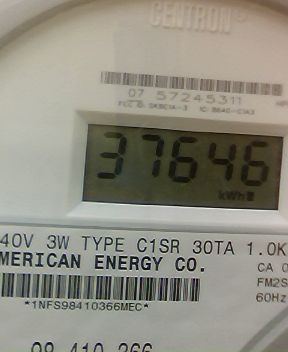 CENTRON®
07 57245311
37646
kWh
40V 3W TYPE C1SR 30TA 1.0K
MERICAN ENERGY CO.
CA 0
FM2S
*1NFS98410366MEC*
60Hz
98 410 366